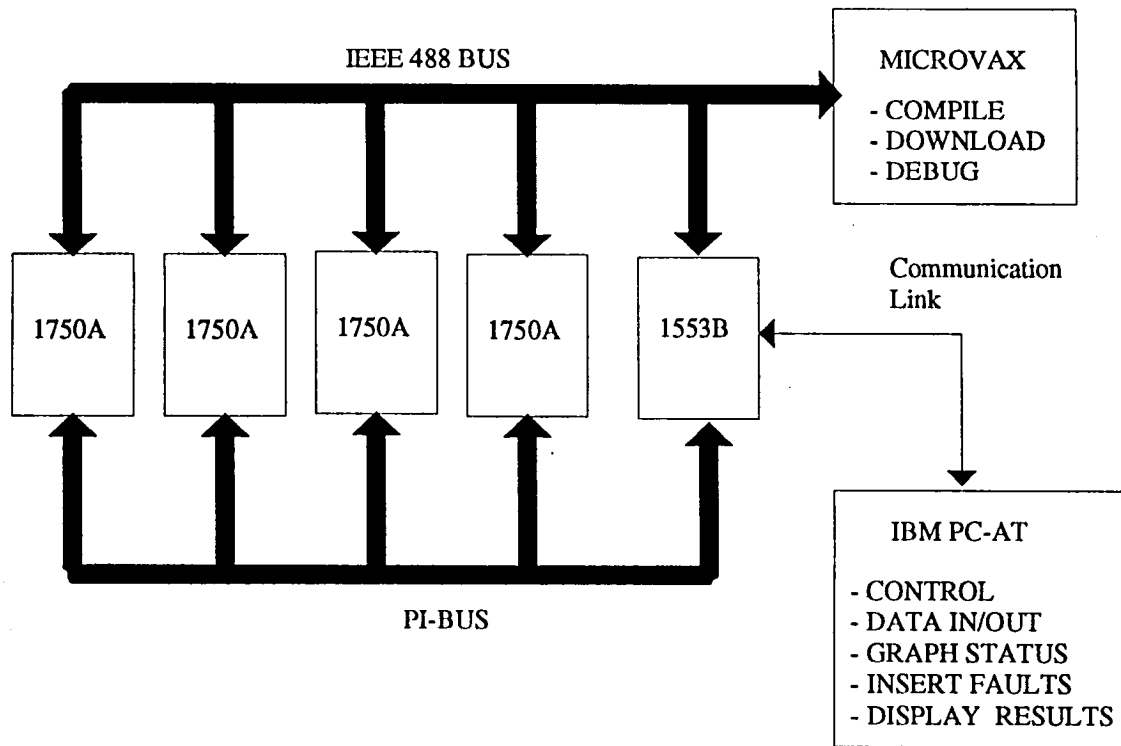 IEEE 488 BUS
MICROVAX
- COMPILE
- DOWNLOAD
- DEBUG
1750A
1750A
1750A
1750A
1553B
Communication
Link
PI-BUS
IBM PC-AT
- CONTROL
- DATA IN/OUT
- GRAPH STATUS
- INSERT FAULTS
- DISPLAY RESULTS